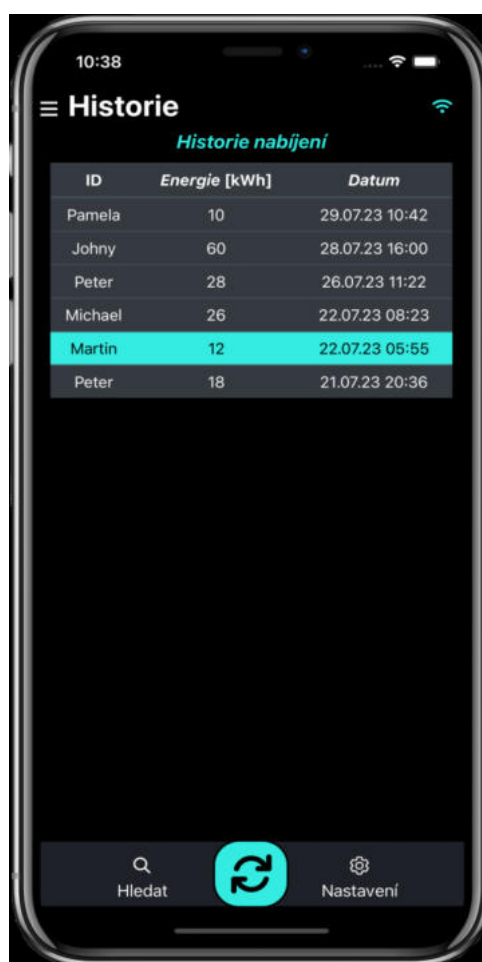 10:38
Historie
Historie nabíjení
ID Energie [kWh] Datum
Pamela 10 29.07.23 10:42
Johny 60 28.07.23 16:00
Peter 28 26.07.23 11:22
Michael 26 22.07.23 08:23
Martin 12 22.07.23 05:55
Peter 18 21.07.23 20:36
Hledat Nastavení